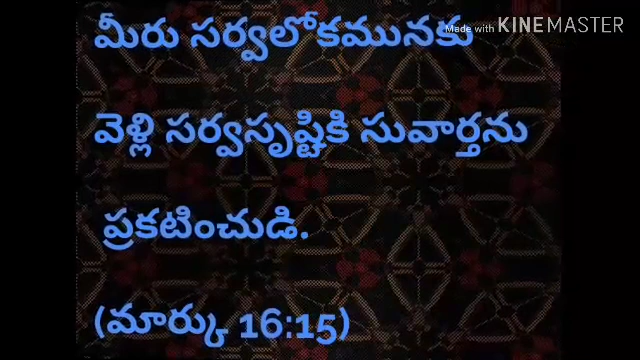 మీరు సర్వలోకమునకు
Made with KINEMASTER
వెళ్లి సర్వసృష్టికి సువార్తను
ప్రకటించుడి.
(మార్కు 16:15)